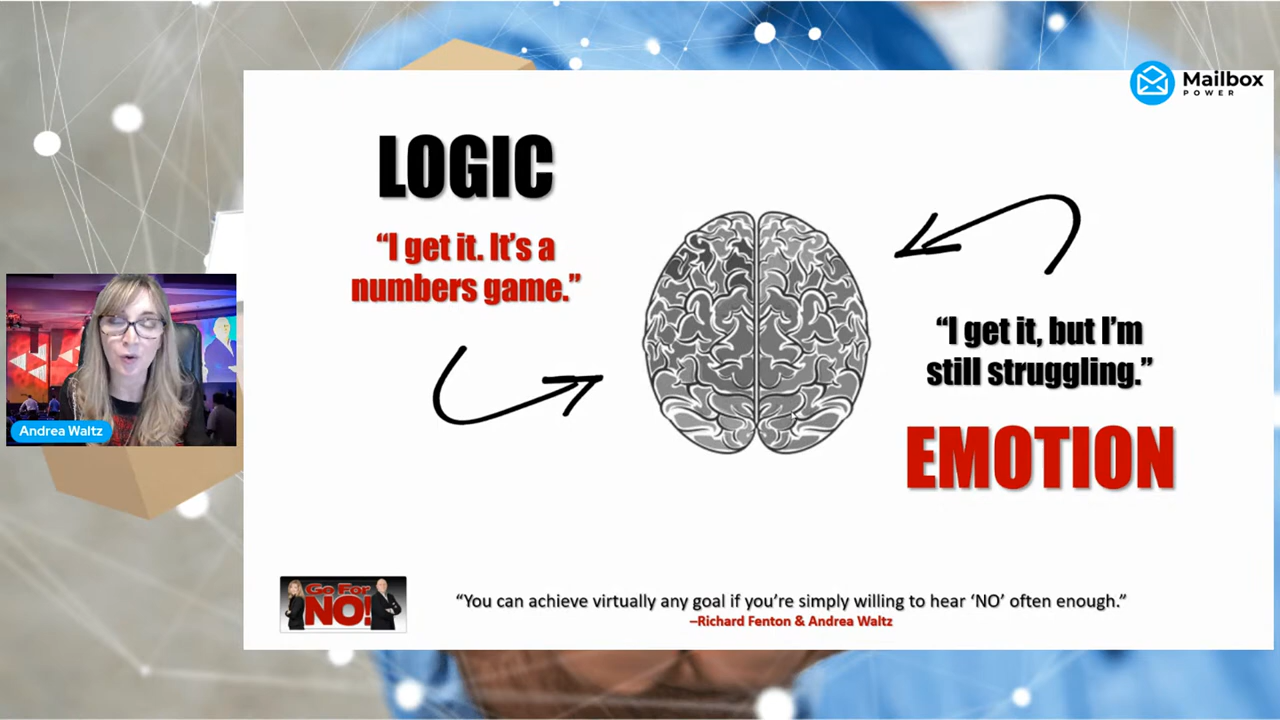 Mailbox
POWER
LOGIC
“I get it. It’s a
numbers game.”
“I get it, but I’m
still struggling.”
EMOTION
Andrea Waltz
Go For
NO!
“You can achieve virtually any goal if you’re simply willing to hear ‘NO’ often enough.”
–Richard Fenton & Andrea Waltz